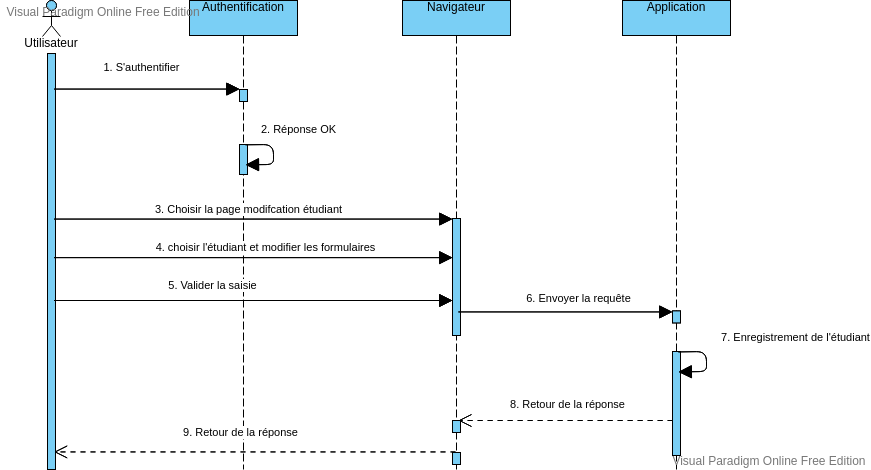 Visual Paradigm Online Free Edition
Authentification
Navigateur
Application
Utilisateur
1. S'authentifier
2. Réponse OK
3. Choisir la page modifcation étudiant
4. choisir l'étudiant et modifier les formulaires
5. Valider la saisie
6. Envoyer la requête
7. Enregistrement de l'étudiant
8. Retour de la réponse
9. Retour de la réponse
Visual Paradigm Online Free Edition